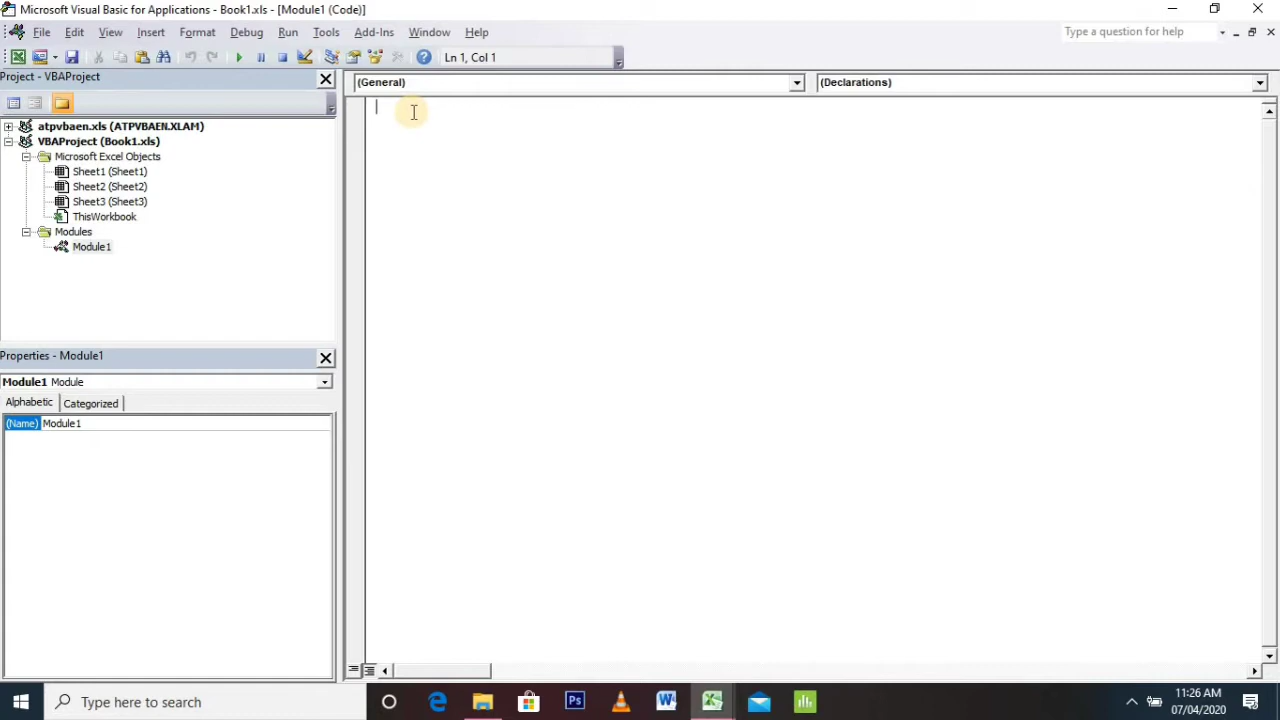 Microsoft Visual Basic for Applications - Book1.xls - [Module1 (Code)]
File Edit View Insert Format Debug Run Tools Add-Ins Window Help
Type a question for help
Ln 1, Col 1
Project - VBAProject
(General)
(Declarations)
atpvbaen.xls (ATPVBAEN.XLAM)
VBAProject (Book1.xls)
Microsoft Excel Objects
Sheet1 (Sheet1)
Sheet2 (Sheet2)
Sheet3 (Sheet3)
ThisWorkbook
Modules
Module1
Properties - Module1
Module1 Module
Alphabetic Categorized
(Name) Module1
Type here to search
Ps
11:26 AM
07/04/2020